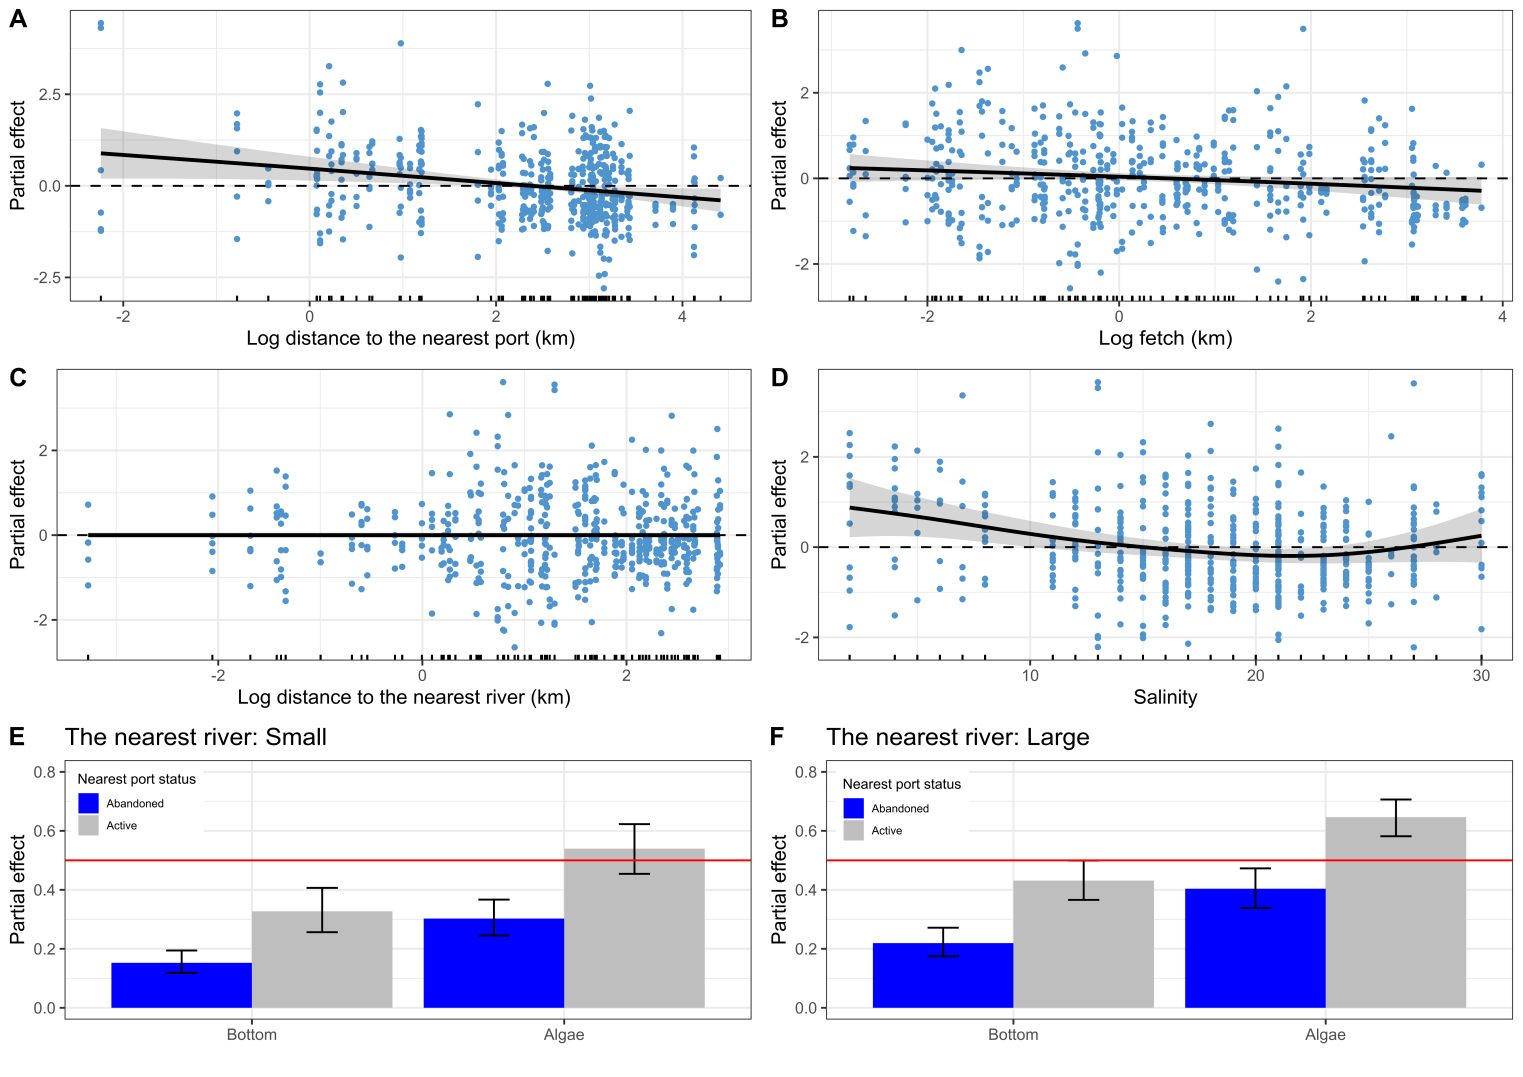 A
Partial effect
2.5
0.0
-2.5
-2
0
2
4
Log distance to the nearest port (km)
B
Partial effect
2
0
-2
-2
0
2
4
Log fetch (km)
C
Partial effect
2
0
-2
-2
0
2
Log distance to the nearest river (km)
D
Partial effect
2
0
-2
10
20
30
Salinity
E
The nearest river: Small
Partial effect
0.8
0.6
0.4
0.2
0.0
Nearest port status
Abandoned
Active
Bottom
Algae
F
The nearest river: Large
Partial effect
0.8
0.6
0.4
0.2
0.0
Nearest port status
Abandoned
Active
Bottom
Algae